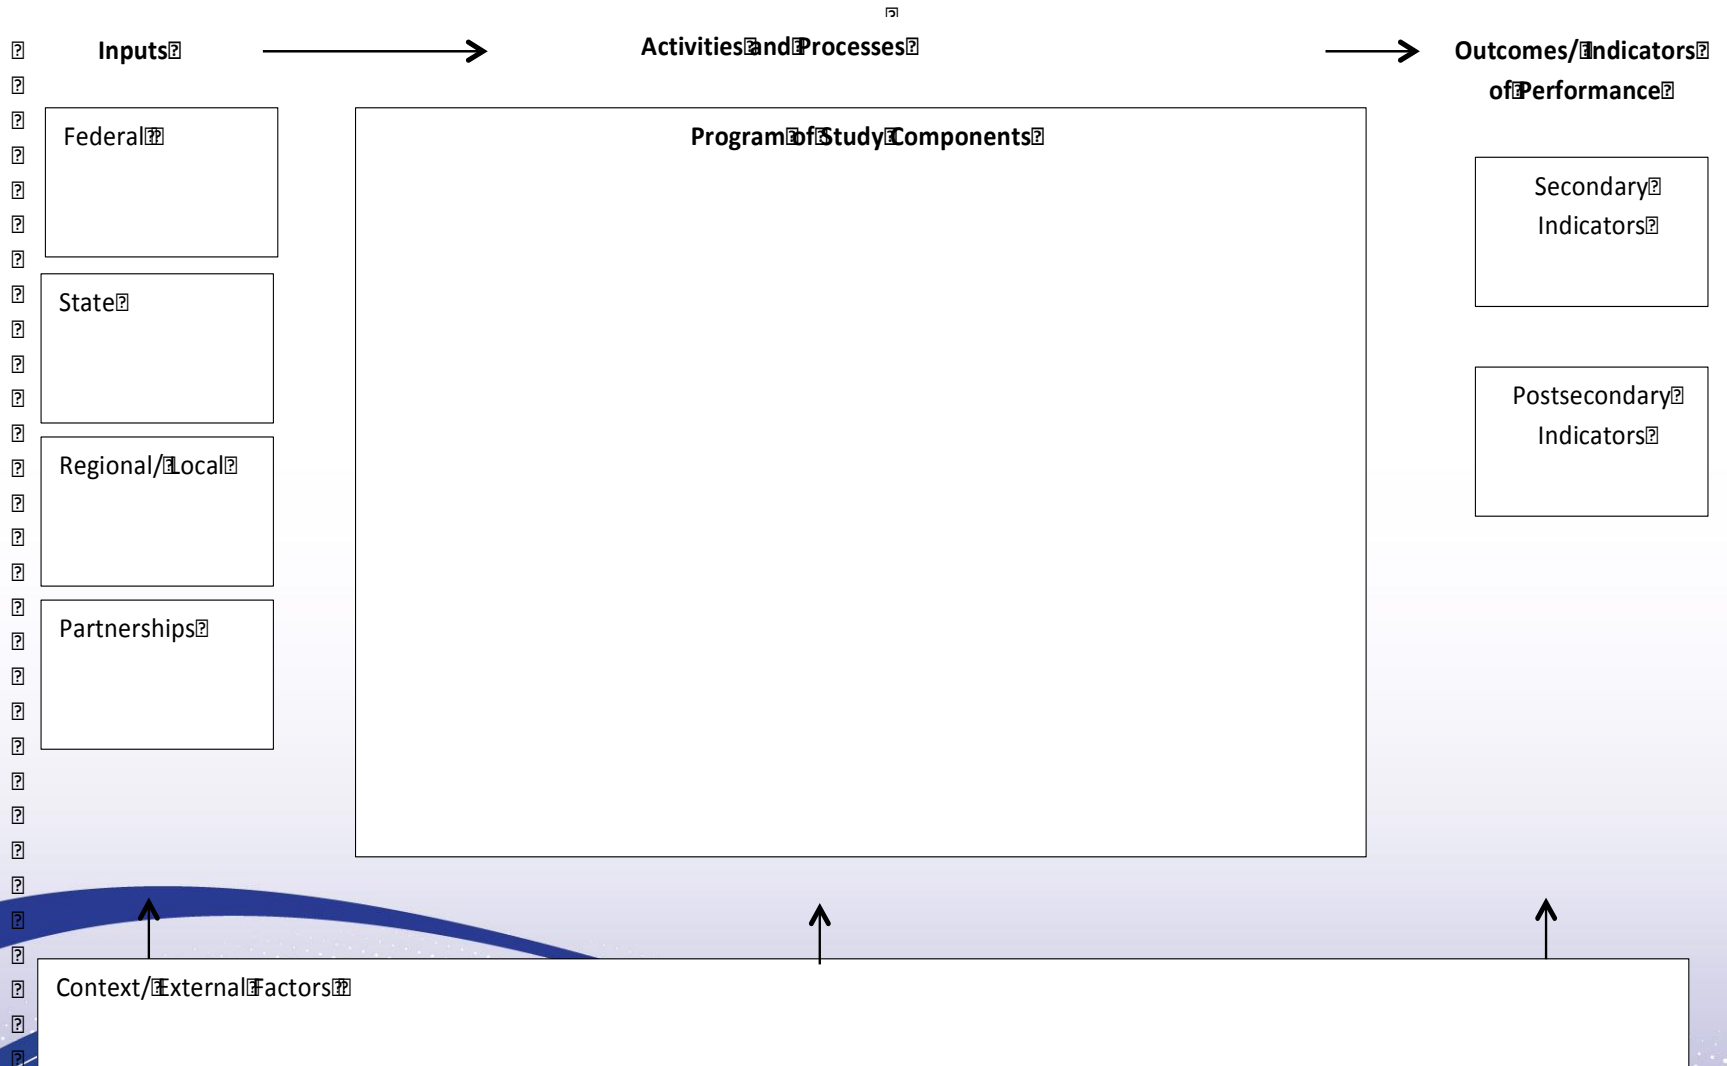 Inputs
Activities and Processes
Outcomes/ Indicators
of Performance
Federal
Program of Study Components
Secondary
Indicators
State
Postsecondary
Indicators
Regional/ Local
Partnerships
Context/ External Factors